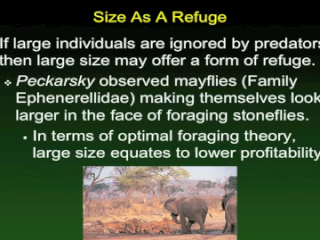 Size As A Refuge
If large individuals are ignored by predators
then large size may offer a form of refuge.
Peckarsky observed mayflies (Family
Ephenerellidae) making themselves look
larger in the face of foraging stoneflies.
In terms of optimal foraging theory,
large size equates to lower profitability